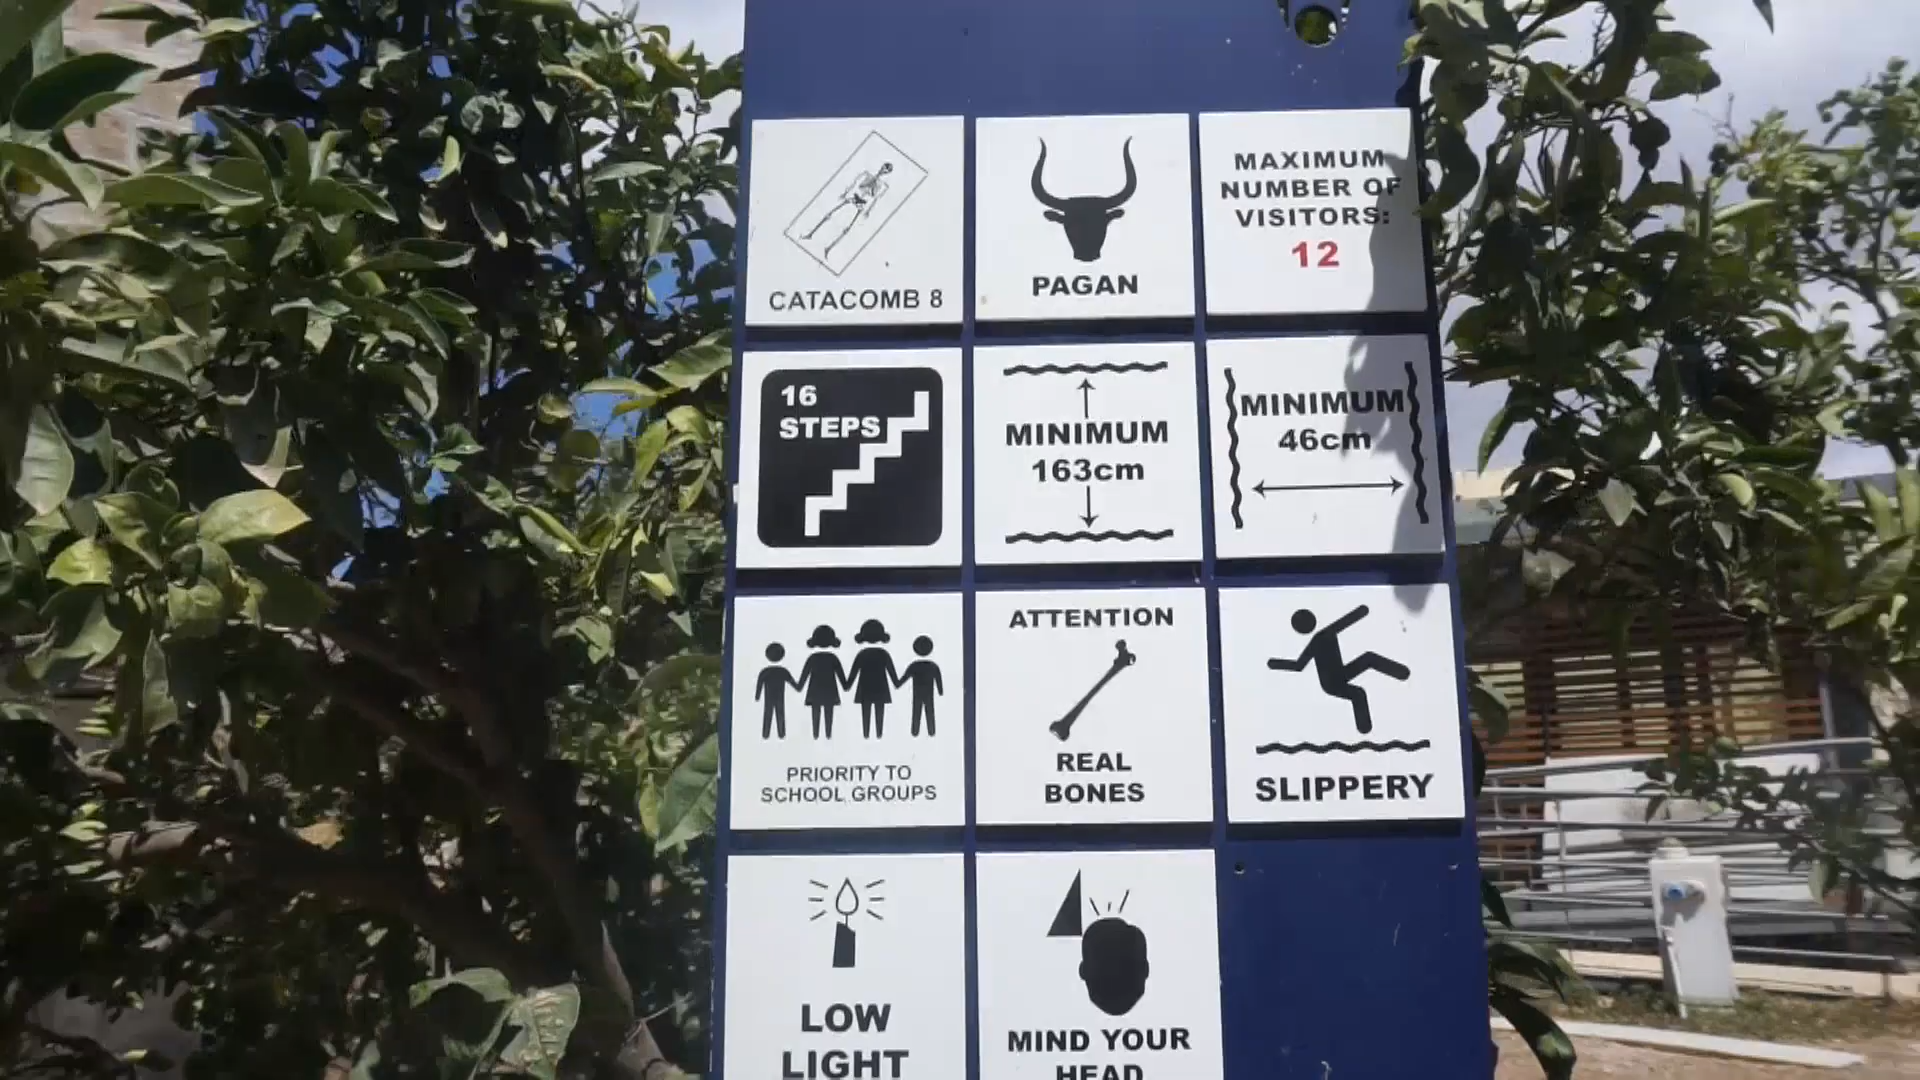 CATACOMB 8
PAGAN
MAXIMUM
NUMBER OF
VISITORS:
12
16
STEPS
MINIMUM
163cm
MINIMUM
46cm
PRIORITY TO
SCHOOL GROUPS
ATTENTION
REAL
BONES
SLIPPERY
LOW
LIGHT
MIND YOUR
HEAD